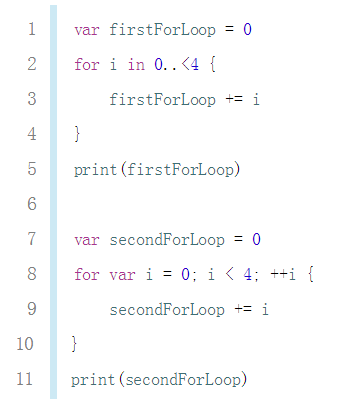 1 var firstForLoop = 0
2 for i in 0..<4 {
3     firstForLoop += i
4 }
5 print(firstForLoop)
6
7 var secondForLoop = 0
8 for var i = 0; i < 4; ++i {
9     secondForLoop += i
10 }
11 print(secondForLoop)